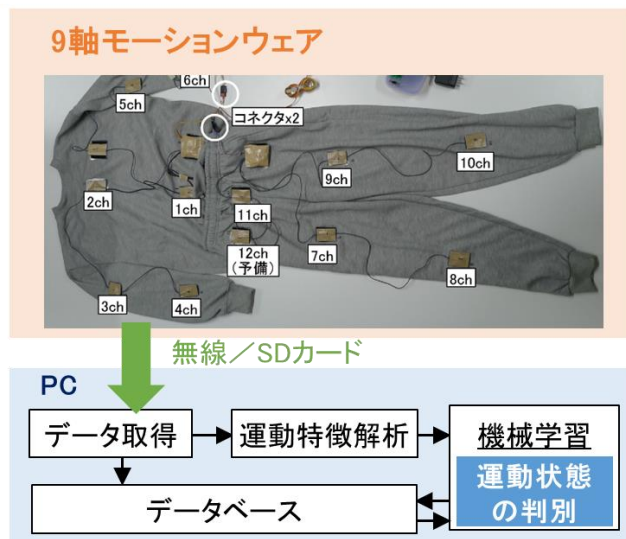 9軸モーションウェア
6ch
5ch
コネクタx2
10ch
9ch
2ch
1ch
11ch
12ch
(予備)
7ch
8ch
3ch
4ch
無線／SDカード
PC
データ取得
運動特徴解析
機械学習
運動状態
の判別
データベース